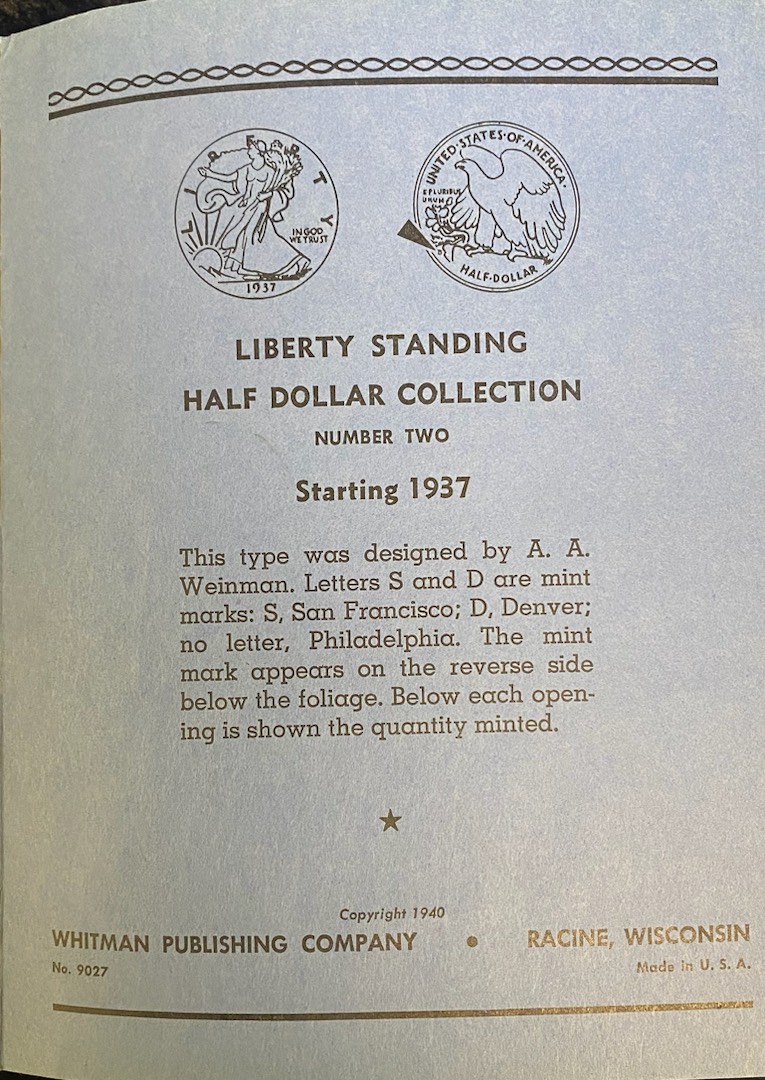 LIBERTY
IN GOD
WE TRUST
1937
UNITED·STATES·OF·AMERICA·
E PLURIBUS
UNUM
HALF·DOLLAR
LIBERTY STANDING
HALF DOLLAR COLLECTION
NUMBER TWO
Starting 1937
This type was designed by A. A.
Weinman. Letters S and D are mint
marks: S, San Francisco; D, Denver;
no letter, Philadelphia. The mint
mark appears on the reverse side
below the foliage. Below each open-
ing is shown the quantity minted.
Copyright 1940
WHITMAN PUBLISHING COMPANY • RACINE, WISCONSIN
No. 9027 Made in U. S. A.